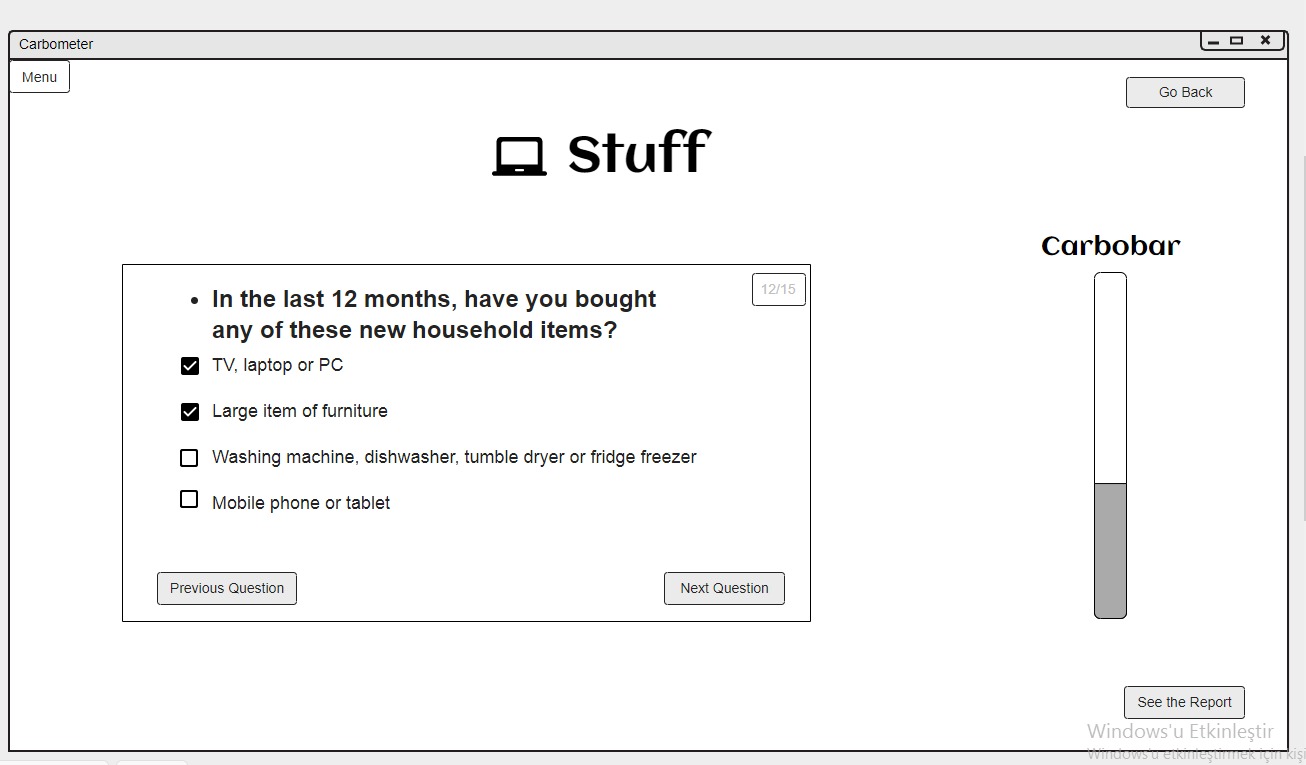 Carbometer
Menu
Go Back
Stuff
Carbobar
12/15
• In the last 12 months, have you bought
any of these new household items?
TV, laptop or PC
Large item of furniture
Washing machine, dishwasher, tumble dryer or fridge freezer
Mobile phone or tablet
Previous Question
Next Question
See the Report
Windows'u Etkinleştir
Windows'u etkinleştirmek için kişi